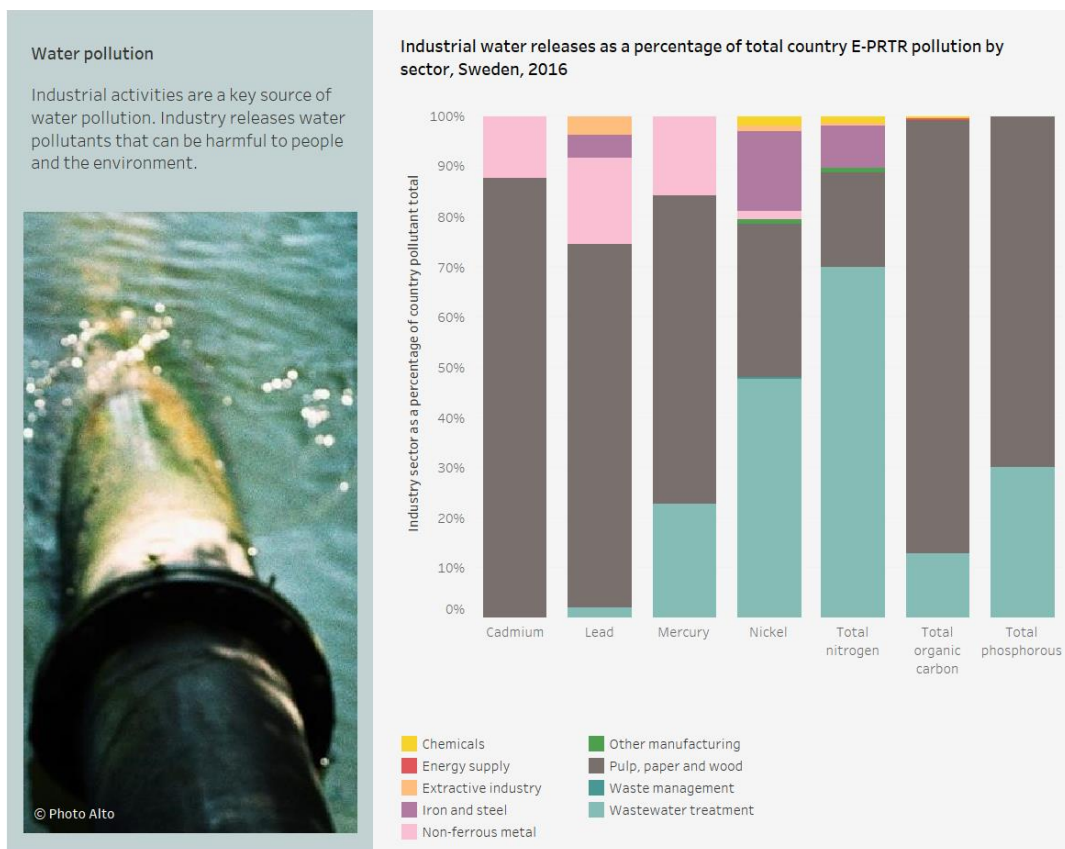 Water pollution
Industrial activities are a key source of
water pollution. Industry releases water
pollutants that can be harmful to people
and the environment.
© Photo Alto
Industrial water releases as a percentage of total country E-PRTR pollution by
sector, Sweden, 2016
Industry sector as a percentage of country pollutant total
100%
90%
80%
70%
60%
50%
40%
30%
20%
10%
0%
Cadmium
Lead
Mercury
Nickel
Total
nitrogen
Total
organic
carbon
Total
phosphorous
Chemicals
Energy supply
Extractive industry
Iron and steel
Non-ferrous metal
Other manufacturing
Pulp, paper and wood
Waste management
Wastewater treatment